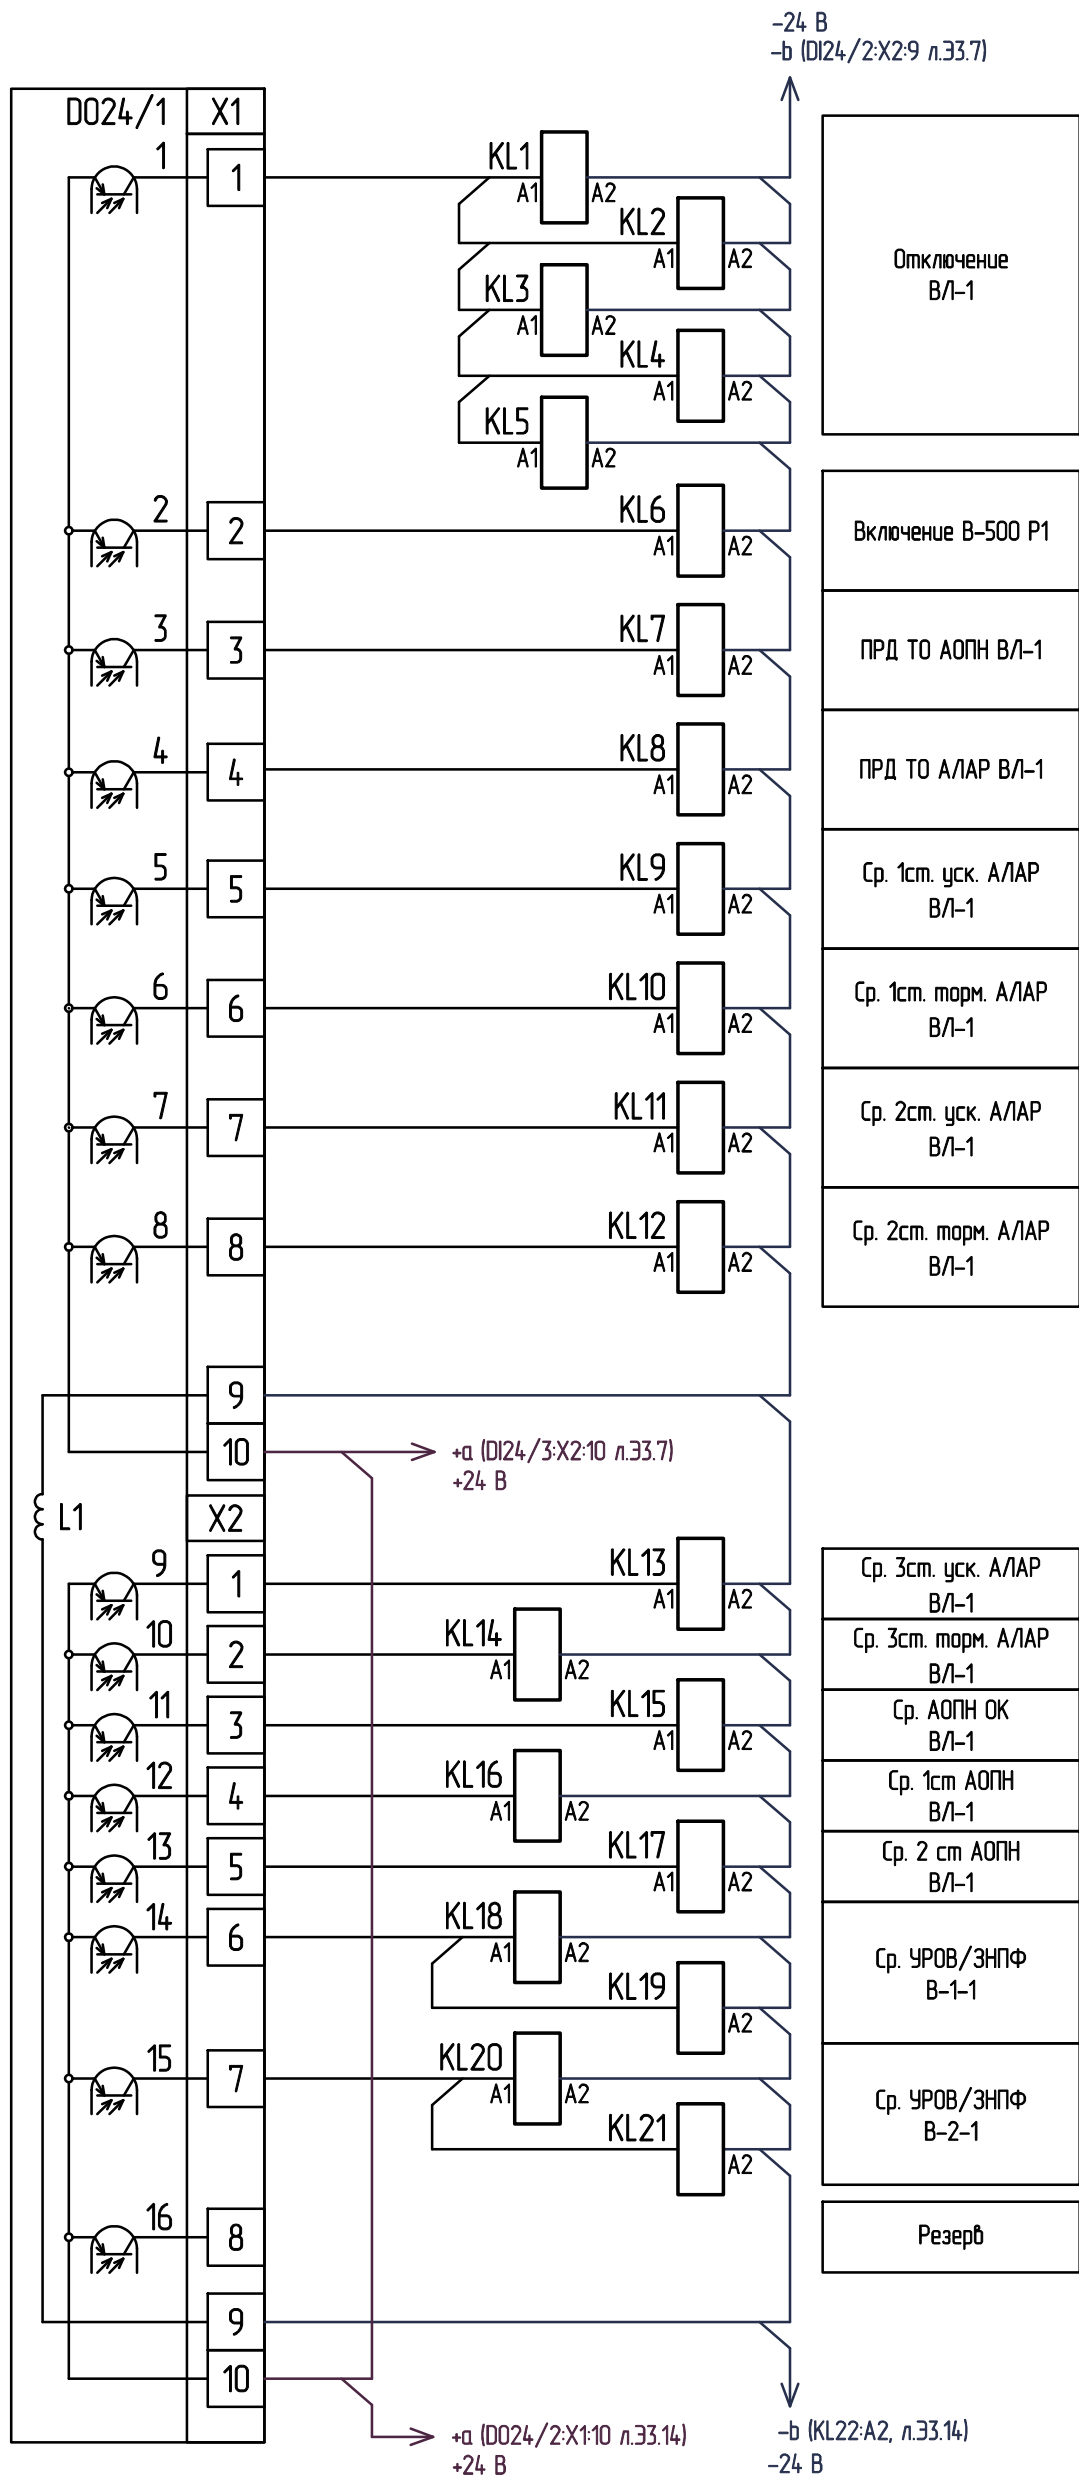 –24 В
–b (DI24/2:X2:9 л.Э3.7)
DO24/1 X1
1 1 KL1 A1 A2
KL2 A1 A2
KL3 A1 A2
KL4 A1 A2
KL5 A1 A2
Отключение
ВЛ–1
2 2 KL6 A1 A2
Включение В–500 Р1
3 3 KL7 A1 A2
ПРД ТО АОПН ВЛ–1
4 4 KL8 A1 A2
ПРД ТО АЛАР ВЛ–1
5 5 KL9 A1 A2
Ср. 1ст. уск. АЛАР
ВЛ–1
6 6 KL10 A1 A2
Ср. 1ст. торм. АЛАР
ВЛ–1
7 7 KL11 A1 A2
Ср. 2ст. уск. АЛАР
ВЛ–1
8 8 KL12 A1 A2
Ср. 2ст. торм. АЛАР
ВЛ–1
9
10
+a (DI24/3:X2:10 л.Э3.7)
+24 В
L1 X2
9 1 KL13 A1 A2
Ср. 3ст. уск. АЛАР
ВЛ–1
10 2 KL14 A1 A2
Ср. 3ст. торм. АЛАР
ВЛ–1
11 3 KL15 A1 A2
Ср. АОПН ОК
ВЛ–1
12 4 KL16 A1 A2
Ср. 1ст АОПН
ВЛ–1
13 5 KL17 A1 A2
Ср. 2 ст АОПН
ВЛ–1
14 6 KL18 A1 A2
KL19 A2
Ср. УРОВ/ЗНПФ
В–1–1
15 7 KL20 A1 A2
KL21 A2
Ср. УРОВ/ЗНПФ
В–2–1
16 8
Резерв
9
10
+a (DO24/2:X1:10 л.Э3.14)
+24 В
–b (KL22:A2, л.Э3.14)
–24 В